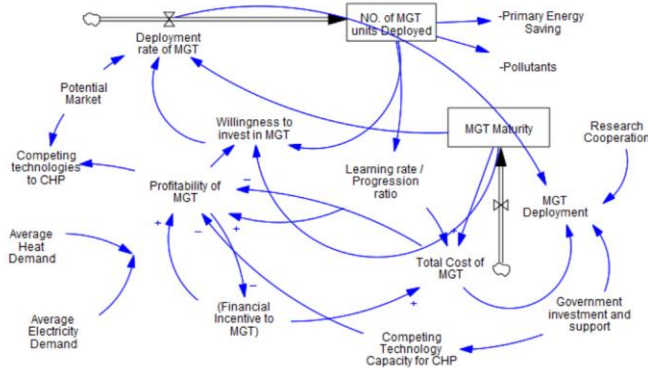 NO. of MGT
units Deployed
-Primary Energy
Saving
-Pollutants
Deployment
rate of MGT
Potential
Market
Willingness to
invest in MGT
MGT Maturity
Research
Cooperation
Competing
technologies
to CHP
Profitability of
MGT
Learning rate /
Progression
ratio
MGT
Deployment
Average
Heat
Demand
Total Cost of
MGT
(Financial
Incentive to
MGT)
Government
investment and
support
Average
Electricity
Demand
Competing
Technology
Capacity for CHP
+
–
+
–
–
+
+